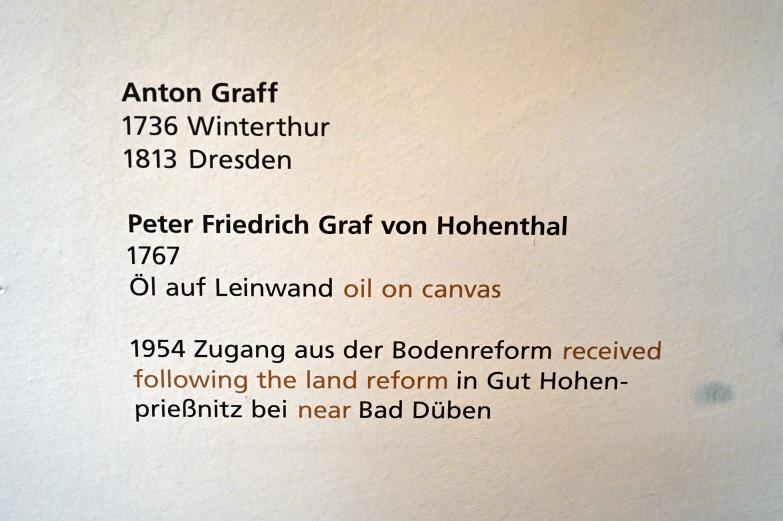 Anton Graff
1736 Winterthur
1813 Dresden
Peter Friedrich Graf von Hohenthal
1767
Öl auf Leinwand oil on canvas
1954 Zugang aus der Bodenreform received
following the land reform in Gut Hohen-
prießnitz bei near Bad Düben